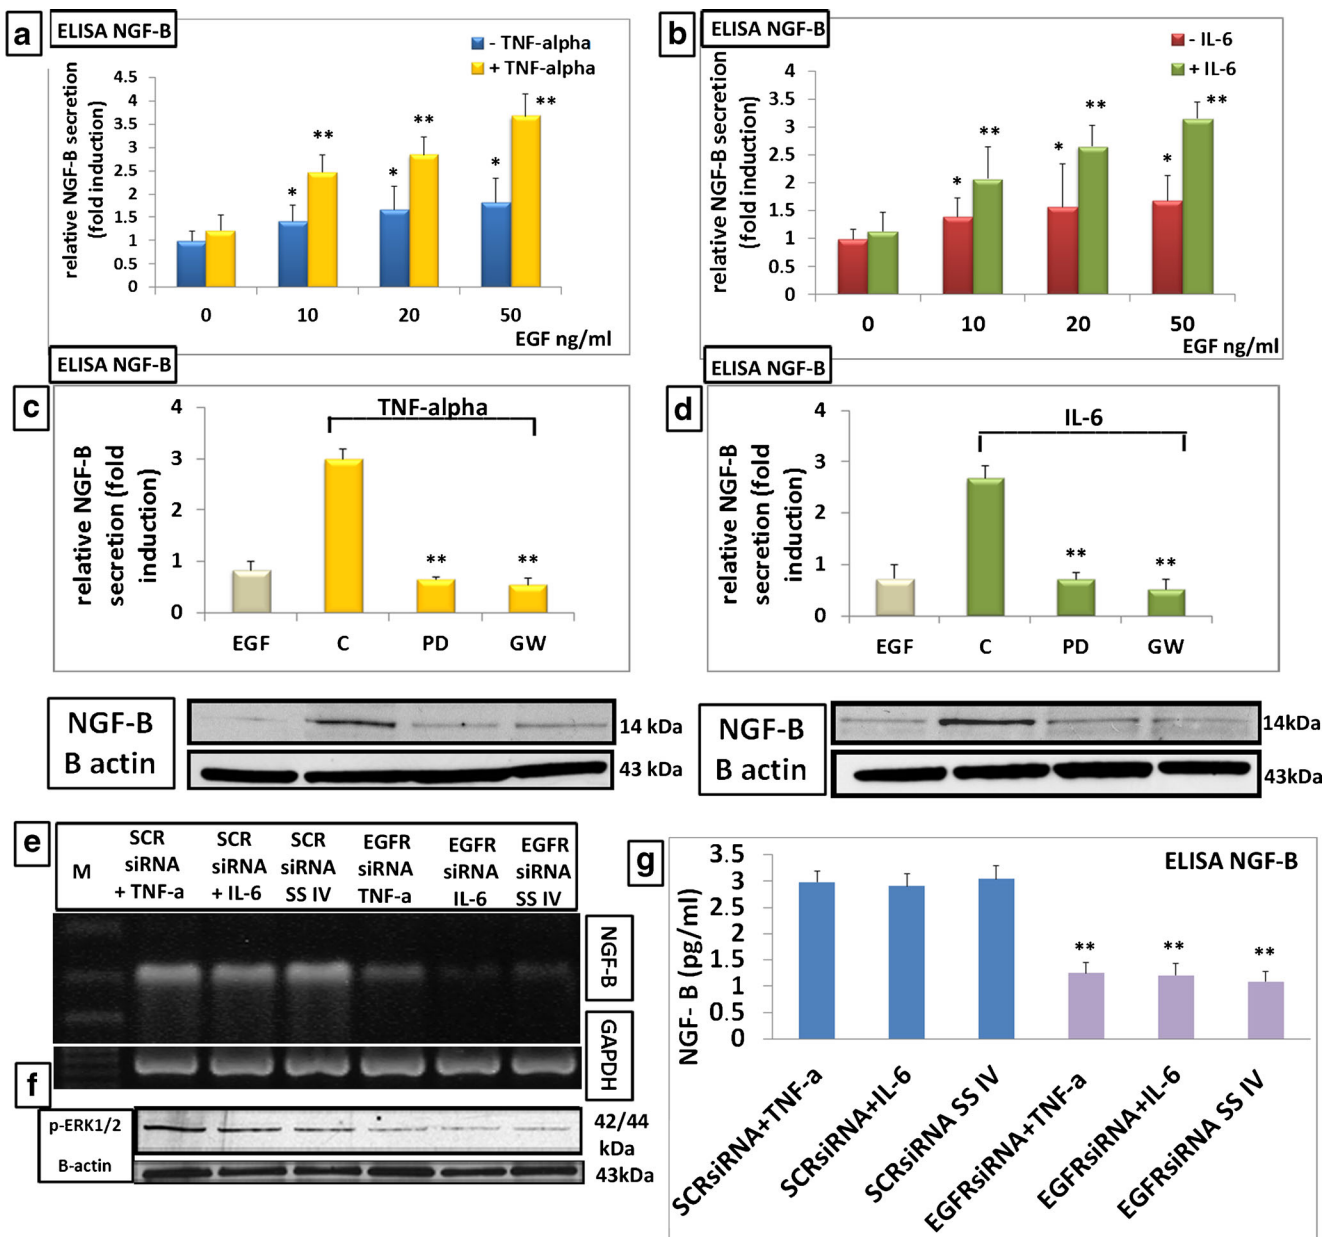 a
ELISA NGF-B
- TNF-alpha
+ TNF-alpha
relative NGF-B secretion
(fold induction)
4.5
4
3.5
3
2.5
2
1.5
1
0.5
0
*
**
*
**
*
**
0 10 20 50
EGF ng/ml
b
ELISA NGF-B
- IL-6
+ IL-6
relative NGF-B secretion
(fold induction)
4
3.5
3
2.5
2
1.5
1
0.5
0
*
**
*
**
*
**
0 10 20 50
EGF ng/ml
c
ELISA NGF-B
relative NGF-B
secretion (fold
induction)
4
3
2
1
0
TNF-alpha
** **
EGF C PD GW
NGF-B
B actin
14 kDa
43 kDa
d
ELISA NGF-B
relative NGF-B
secretion (fold
induction)
4
3
2
1
0
IL-6
** **
EGF C PD GW
NGF-B
B actin
14kDa
43kDa
e
M
SCR
siRNA
+ TNF-a
SCR
siRNA
+ IL-6
SCR
siRNA
SS IV
EGFR
siRNA
TNF-a
EGFR
siRNA
IL-6
EGFR
siRNA
SS IV
NGF-B
GAPDH
f
p-ERK1/2
B-actin
42/44
kDa
43kDa
g
ELISA NGF-B
NGF- B (pg/ml)
3.5
3
2.5
2
1.5
1
0.5
0
** ** **
SCRsiRNA+TNF-a
SCRsiRNA+IL-6
SCRsiRNA SS IV
EGFRsiRNA+TNF-a
EGFRsiRNA+IL-6
EGFRsiRNA SS IV